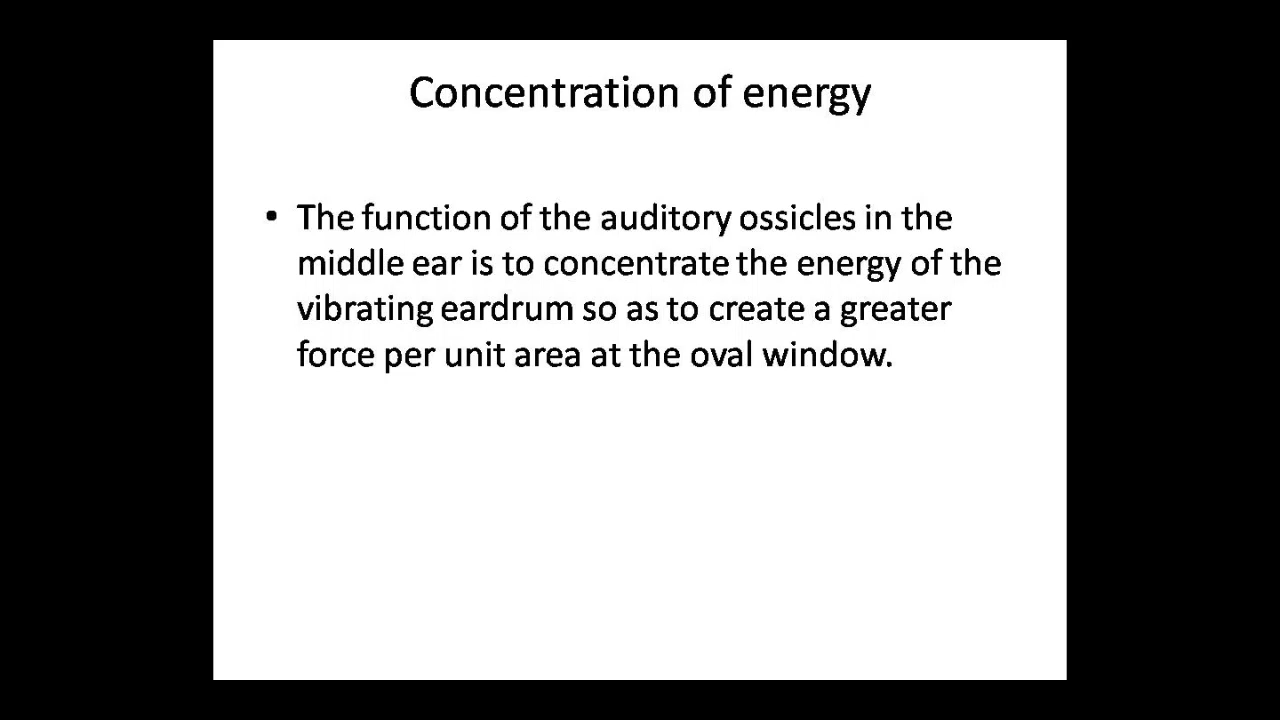 Concentration of energy
• The function of the auditory ossicles in the
middle ear is to concentrate the energy of the
vibrating eardrum so as to create a greater
force per unit area at the oval window.